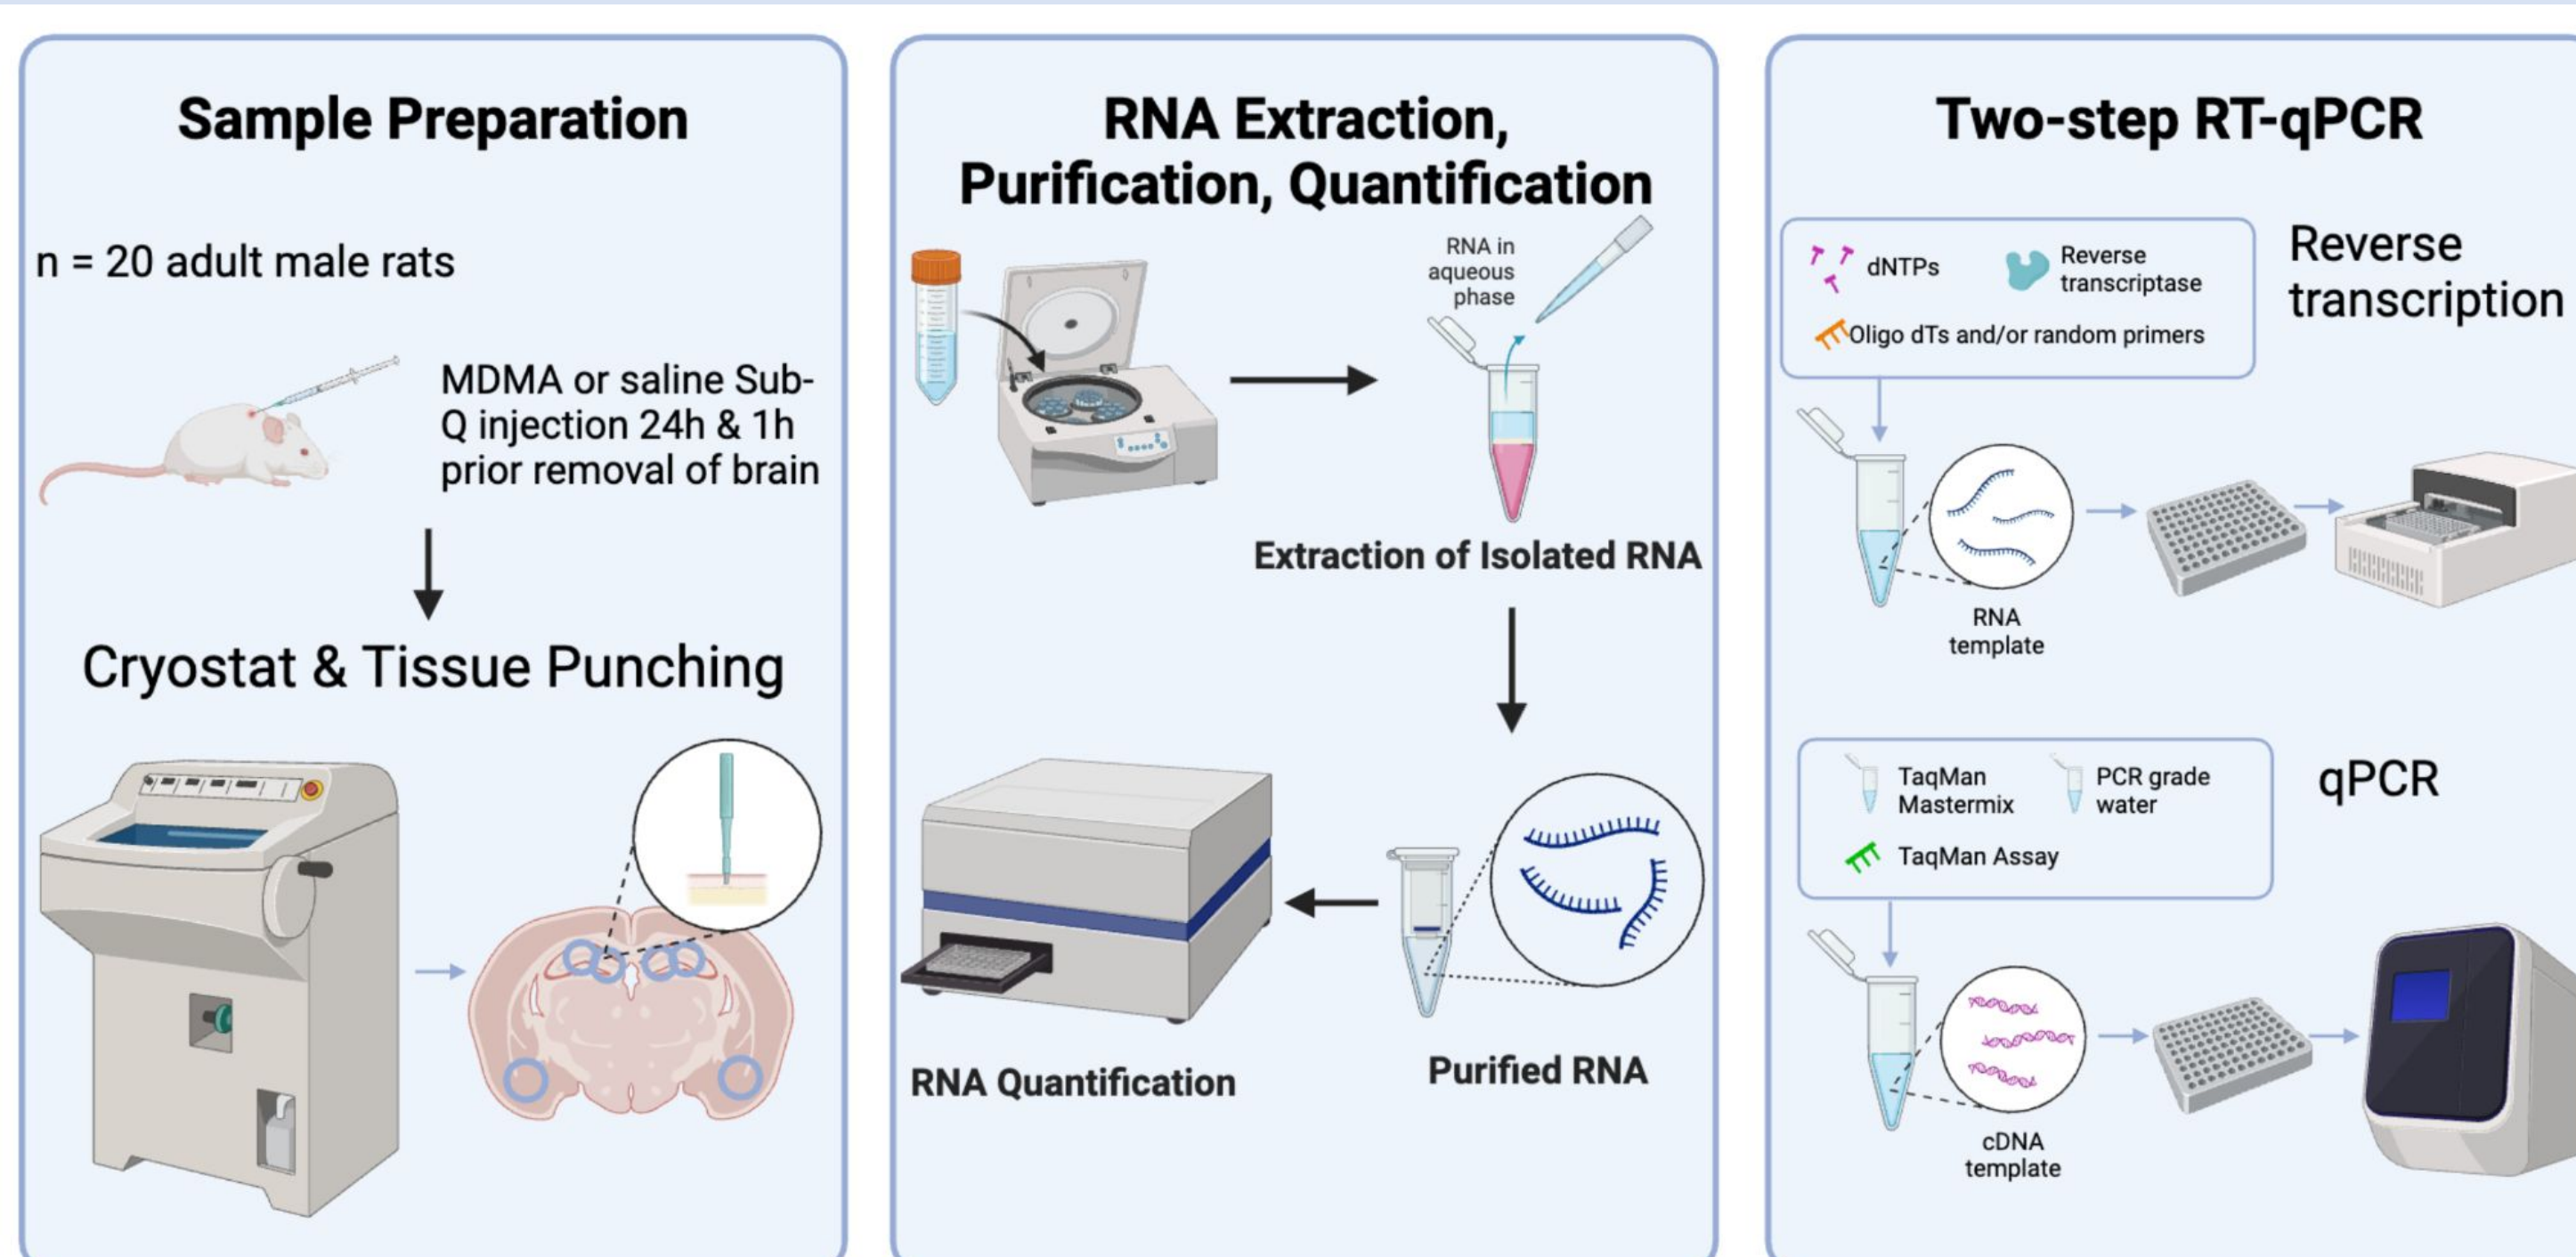 Sample Preparation
n = 20 adult male rats
MDMA or saline Sub-
Q injection 24h & 1h
prior removal of brain
Cryostat & Tissue Punching
RNA Extraction,
Purification, Quantification
RNA in
aqueous
phase
Extraction of Isolated RNA
RNA Quantification
Purified RNA
Two-step RT-qPCR
dNTPs
Reverse
transcriptase
Oligo dTs and/or random primers
Reverse
transcription
RNA
template
TaqMan
Mastermix
PCR grade
water
TaqMan Assay
qPCR
cDNA
template